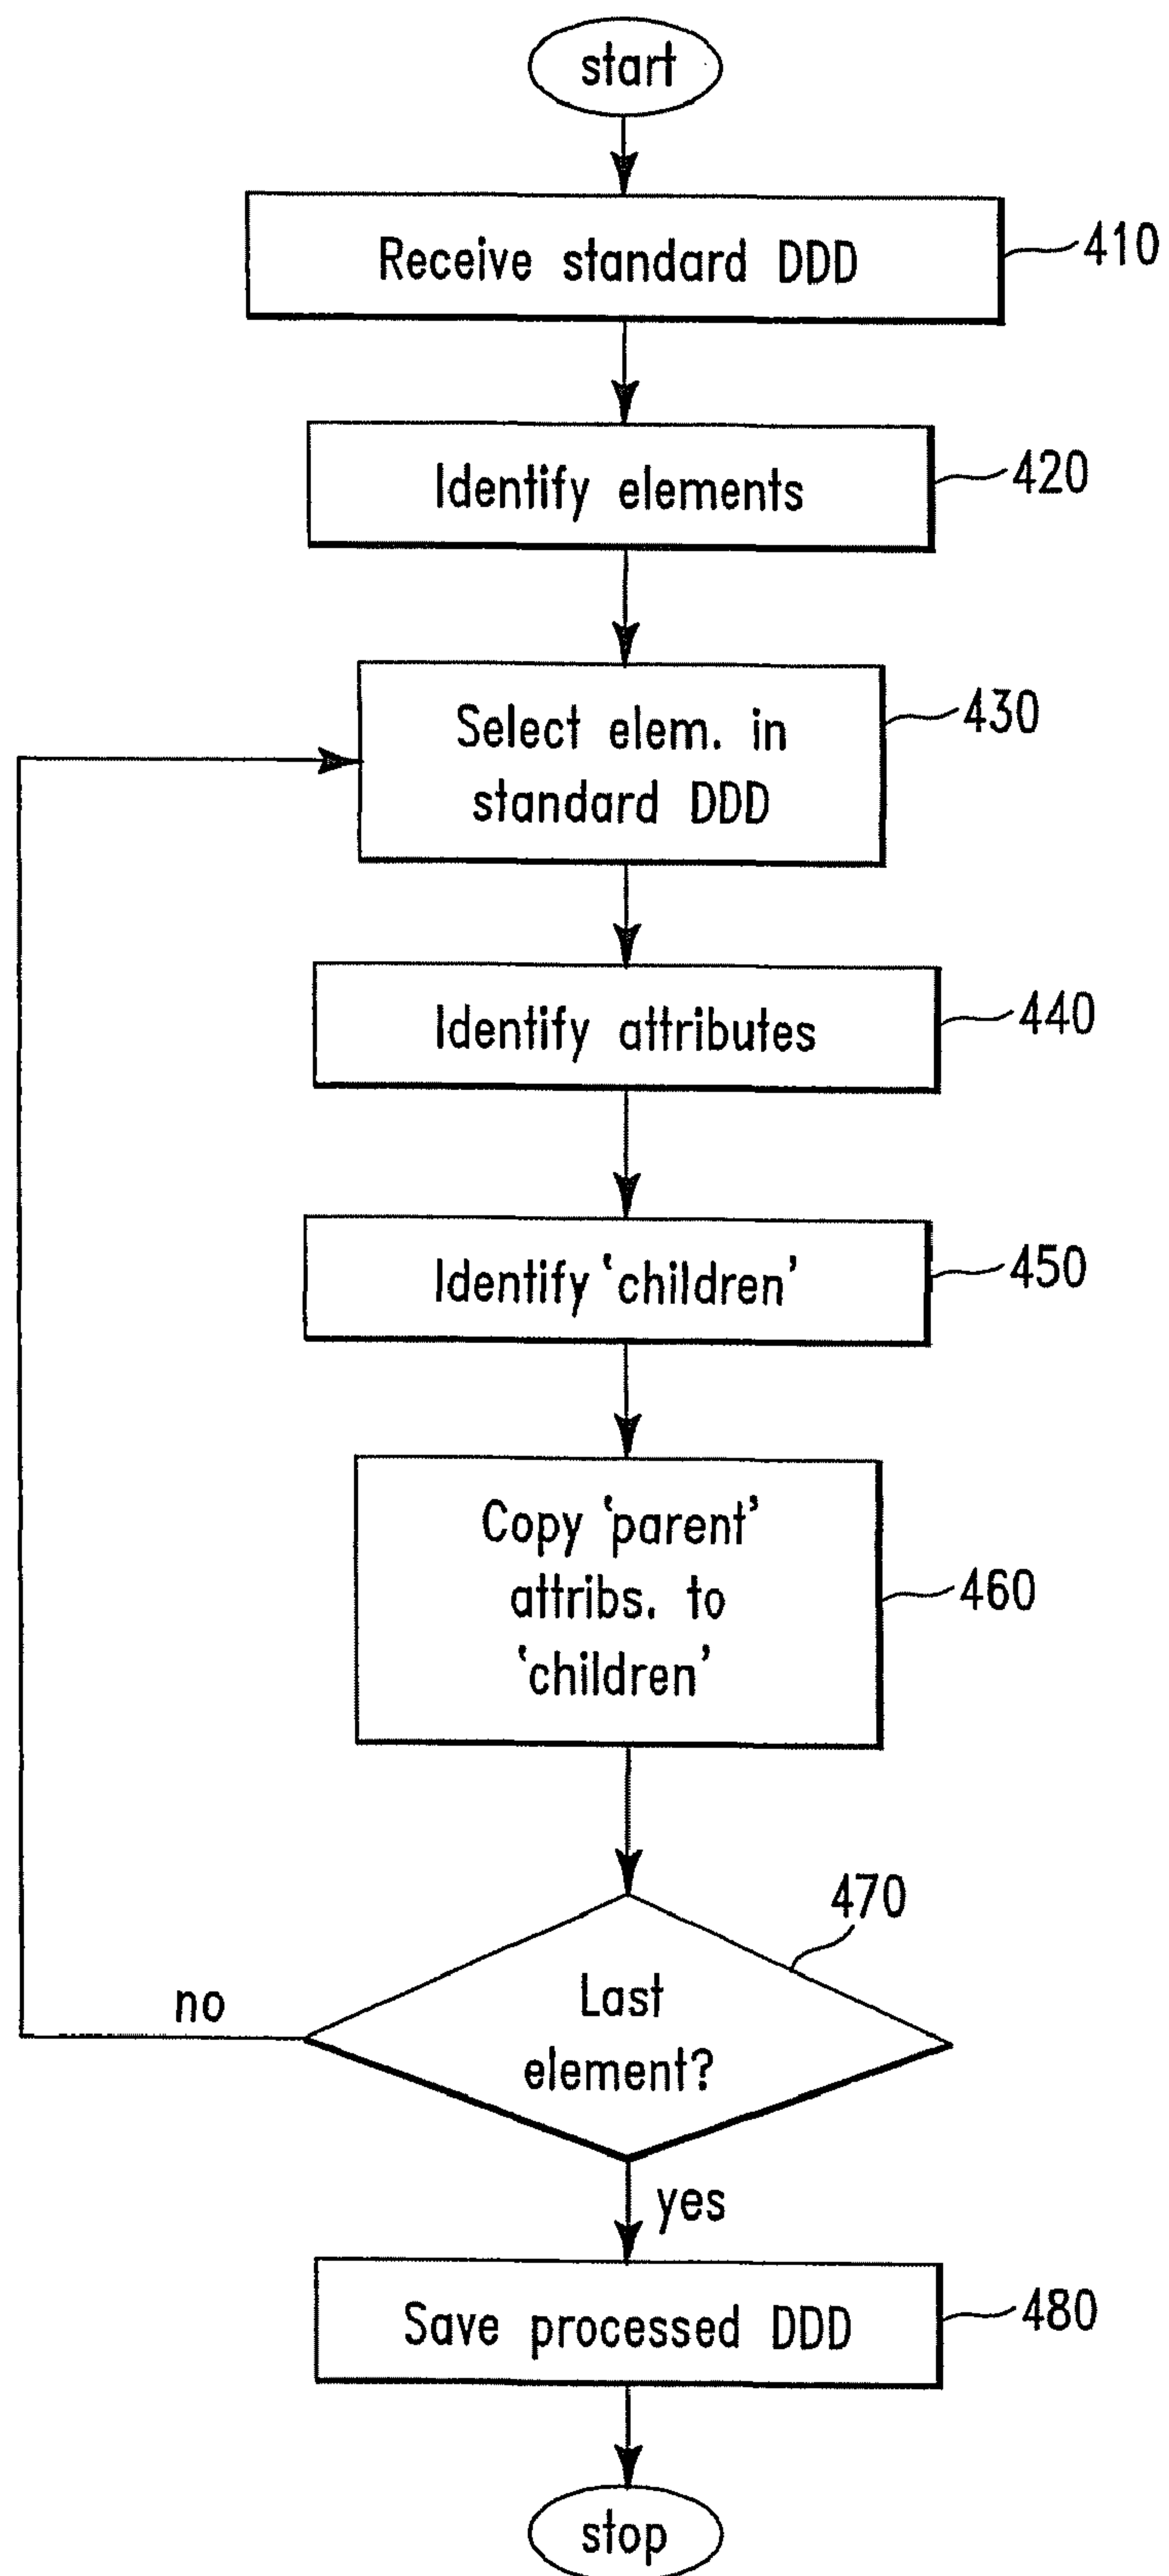 start
Receive standard DDD
410
Identify elements
420
Select elem. in
standard DDD
430
Identify attributes
440
Identify 'children'
450
Copy 'parent'
attribs. to
'children'
460
470
Last
element?
no
yes
Save processed DDD
480
stop